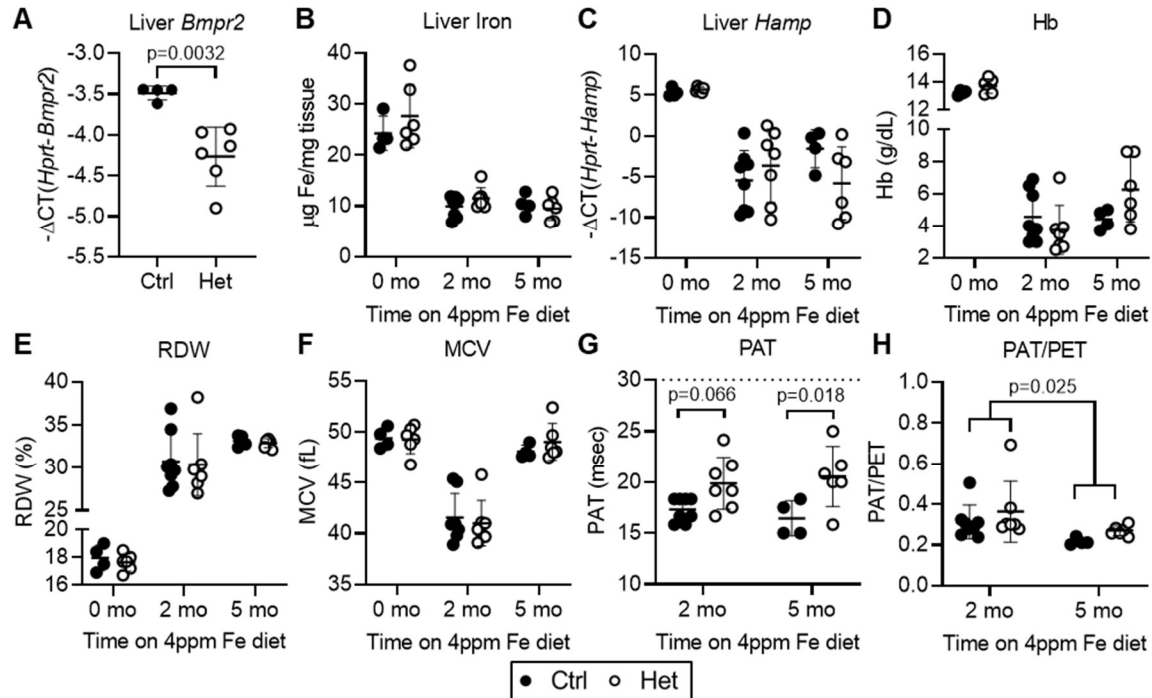 A Liver Bmpr2
p=0.0032
-ΔCT(Hprt-Bmpr2)
-3.0
-3.5
-4.0
-4.5
-5.0
-5.5
Ctrl Het
B Liver Iron
µg Fe/mg tissue
40
30
20
10
0
0 mo 2 mo 5 mo
Time on 4ppm Fe diet
C Liver Hamp
-ΔCT(Hprt-Hamp)
10
5
0
-5
-10
-15
0 mo 2 mo 5 mo
Time on 4ppm Fe diet
D Hb
Hb (g/dL)
16
14
12
10
8
6
4
2
0 mo 2 mo 5 mo
Time on 4ppm Fe diet
E RDW
RDW (%)
40
35
30
25
20
18
16
0 mo 2 mo 5 mo
Time on 4ppm Fe diet
F MCV
MCV (fL)
55
50
45
40
35
0 mo 2 mo 5 mo
Time on 4ppm Fe diet
G PAT
PAT (msec)
30
25
20
15
10
p=0.066 p=0.018
2 mo 5 mo
Time on 4ppm Fe diet
H PAT/PET
PAT/PET
1.0
0.8
0.6
0.4
0.2
0.0
p=0.025
2 mo 5 mo
Time on 4ppm Fe diet
Ctrl Het